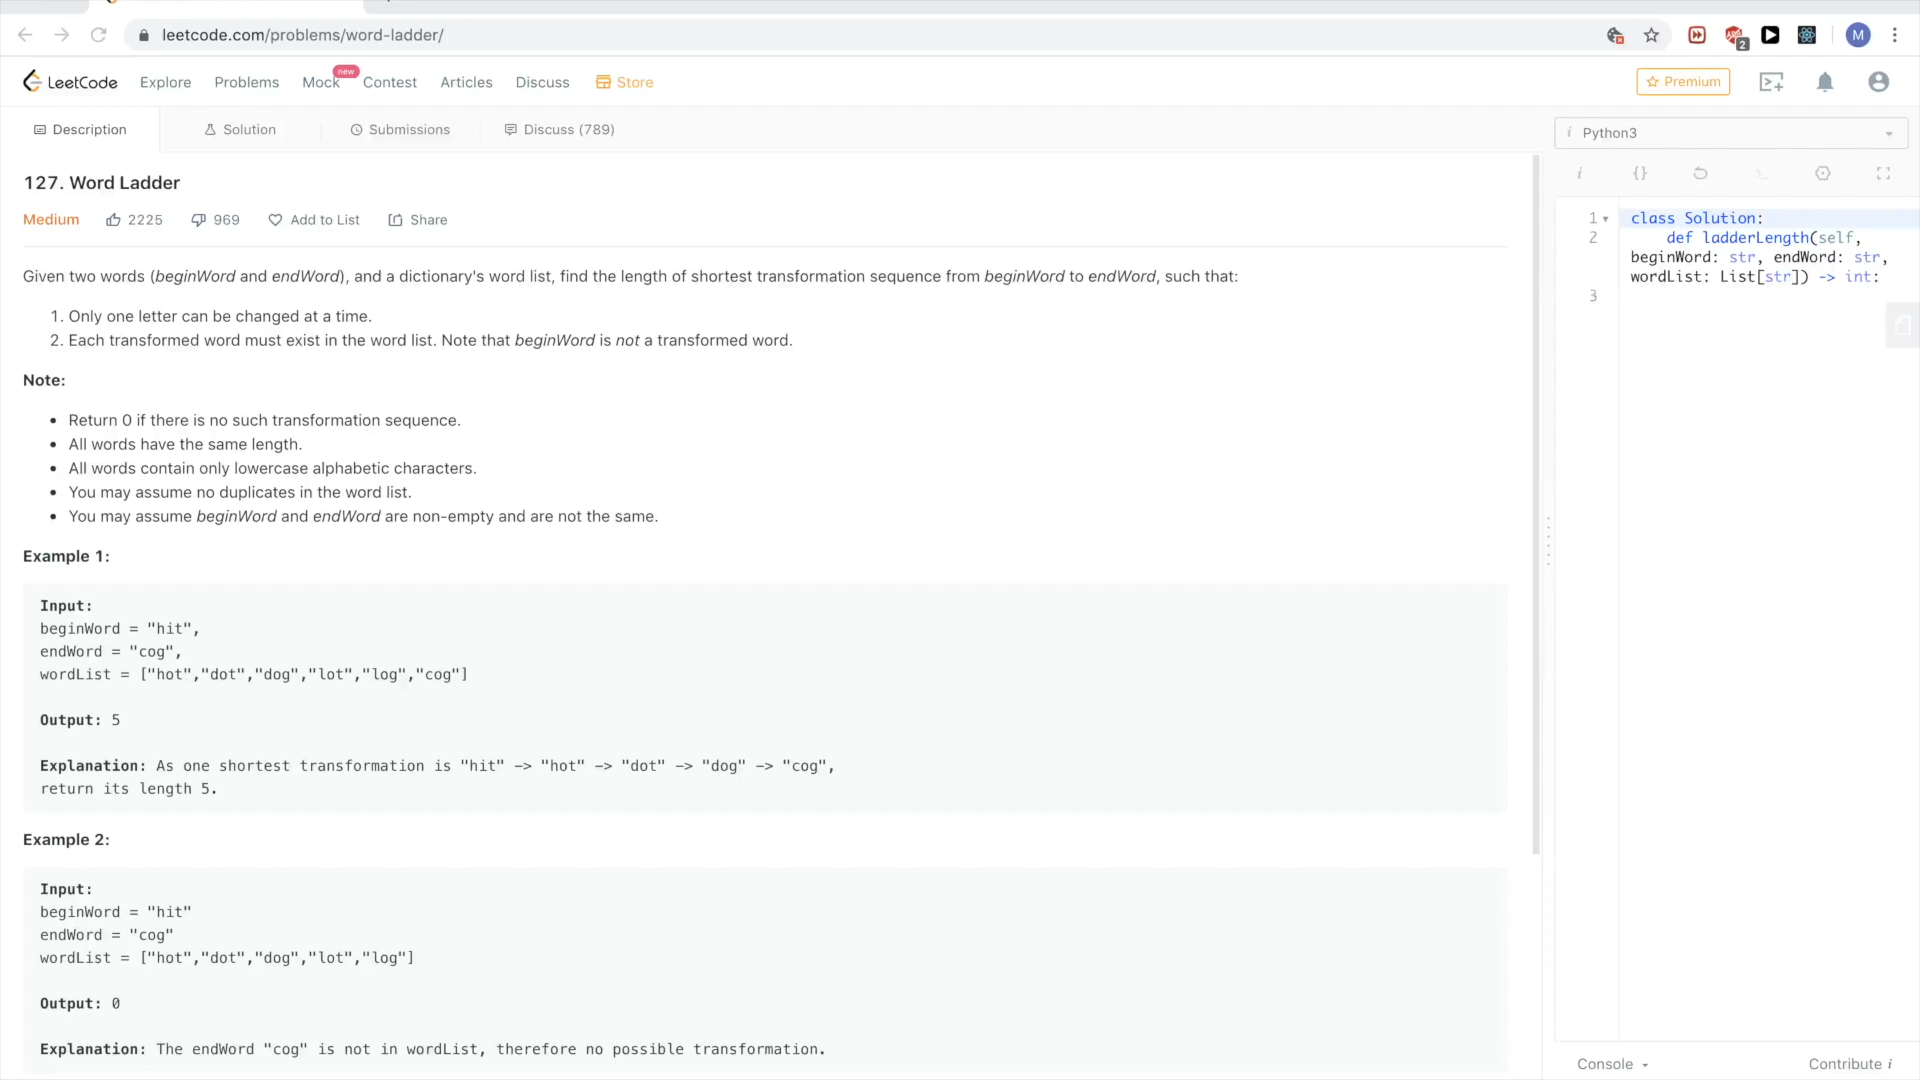 leetcode.com/problems/word-ladder/
2
M
LeetCode
Explore
Problems
Mock
new
Contest
Articles
Discuss
Store
Premium
Description
Solution
Submissions
Discuss (789)
i Python3
127. Word Ladder
Medium
2225
969
Add to List
Share
Given two words (beginWord and endWord), and a dictionary's word list, find the length of shortest transformation sequence from beginWord to endWord, such that:
1. Only one letter can be changed at a time.
2. Each transformed word must exist in the word list. Note that beginWord is not a transformed word.
Note:
• Return 0 if there is no such transformation sequence.
• All words have the same length.
• All words contain only lowercase alphabetic characters.
• You may assume no duplicates in the word list.
• You may assume beginWord and endWord are non-empty and are not the same.
Example 1:
Input:
beginWord = "hit",
endWord = "cog",
wordList = ["hot","dot","dog","lot","log","cog"]
Output: 5
Explanation: As one shortest transformation is "hit" -> "hot" -> "dot" -> "dog" -> "cog",
return its length 5.
Example 2:
Input:
beginWord = "hit"
endWord = "cog"
wordList = ["hot","dot","dog","lot","log"]
Output: 0
Explanation: The endWord "cog" is not in wordList, therefore no possible transformation.
i {}
1 class Solution:
2 def ladderLength(self,
beginWord: str, endWord: str,
wordList: List[str]) -> int:
3
Console
Contribute i